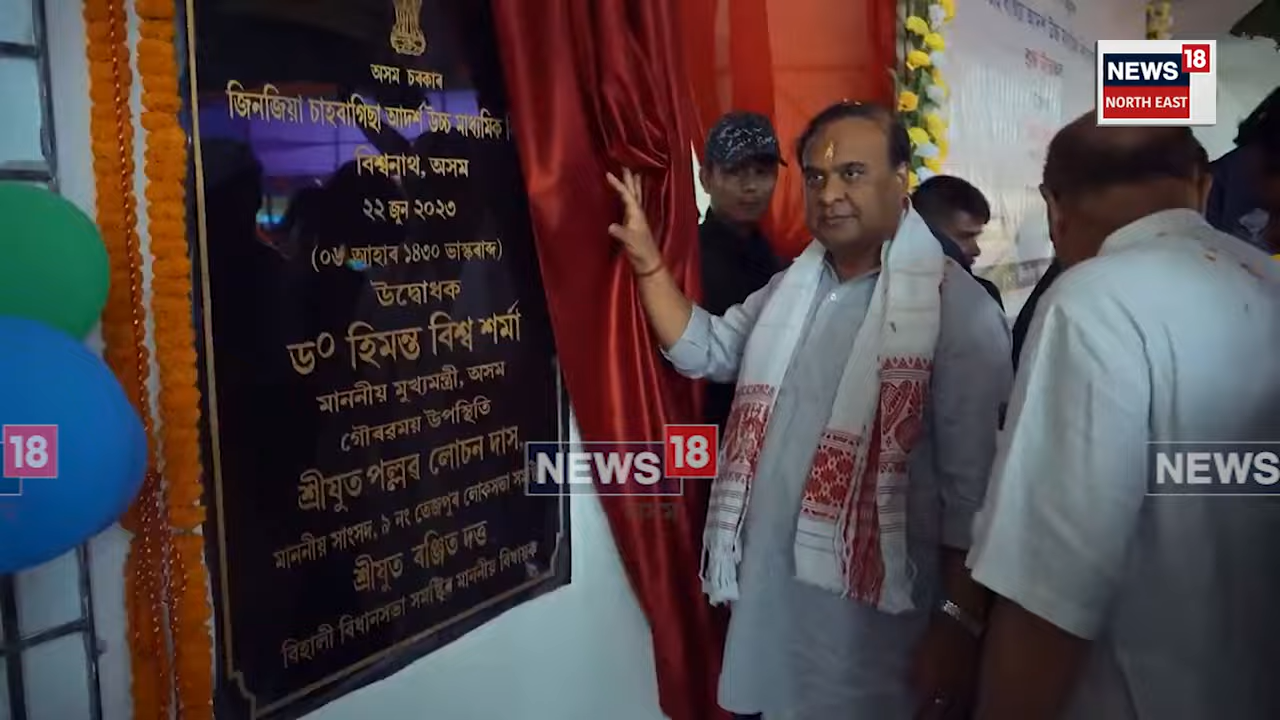 অসম চৰকাৰ
জিনজিয়া চাহবাগিছা আদৰ্শ উচ্চ মাধ্যমিক
বিশ্বনাথ, অসম
২২ জুন ২০২৩
(০৬ আহাৰ ১৪৩০ ভাস্কৰাব্দ)
উদ্বোধক
ড০ হিমন্ত বিশ্ব শৰ্মা
মাননীয় মুখ্যমন্ত্ৰী, অসম
গৌৰৱময় উপস্থিতি
শ্ৰীযুত পল্লৱ লোচন দাস,
মাননীয় সাংসদ, ৯ নং তেজপুৰ লোকসভা
শ্ৰীযুত ৰঞ্জিত দত্ত
বিহালী বিধানসভা সমষ্টিৰ মাননীয় বিধায়ক
NEWS 18
NORTH EAST
18
NEWS 18
NEWS